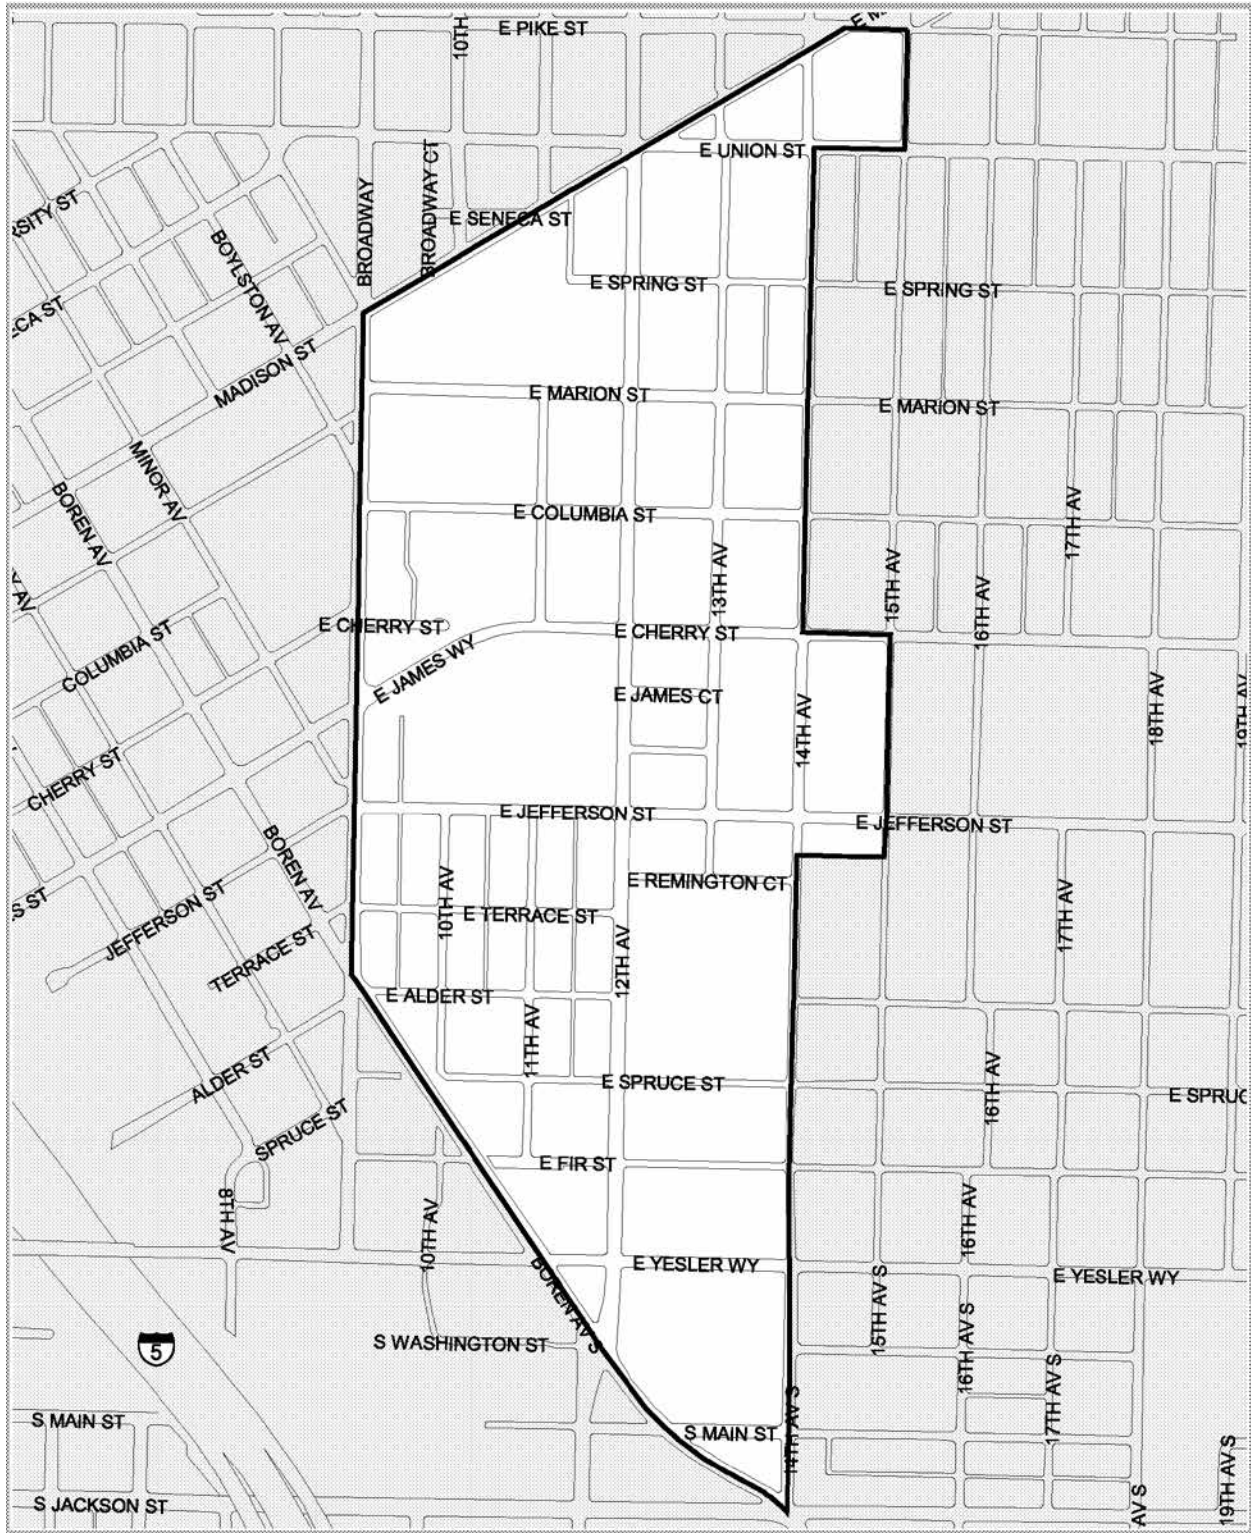 E PIKE ST
10TH
E UNION ST
BROADWAY
BROADWAY CT
E SENECA ST
BOYLSTON AV
E SPRING ST
E SPRING ST
MADISON ST
E MARION ST
E MARION ST
MINOR AV
BOREN AV
E COLUMBIA ST
13TH AV
15TH AV
16TH AV
17TH AV
E CHERRY ST
E CHERRY ST
COLUMBIA ST
E JAMES WY
E JAMES CT
14TH AV
18TH AV
19TH AV
CHERRY ST
E JEFFERSON ST
E JEFFERSON ST
BOREN AV
JEFFERSON ST
10TH AV
E REMINGTON CT
E TERRACE ST
17TH AV
TERRACE ST
12TH AV
E ALDER ST
11TH AV
ALDER ST
E SPRUCE ST
16TH AV
E SPRUC
SPRUCE ST
E FIR ST
8TH AV
10TH AV
16TH AV
E YESLER WY
E YESLER WY
BOREN AV S
15TH AV S
16TH AV S
17TH AV S
5
S WASHINGTON ST
S MAIN ST
S MAIN ST
14TH AV S
S JACKSON ST
AV S
19TH AV S